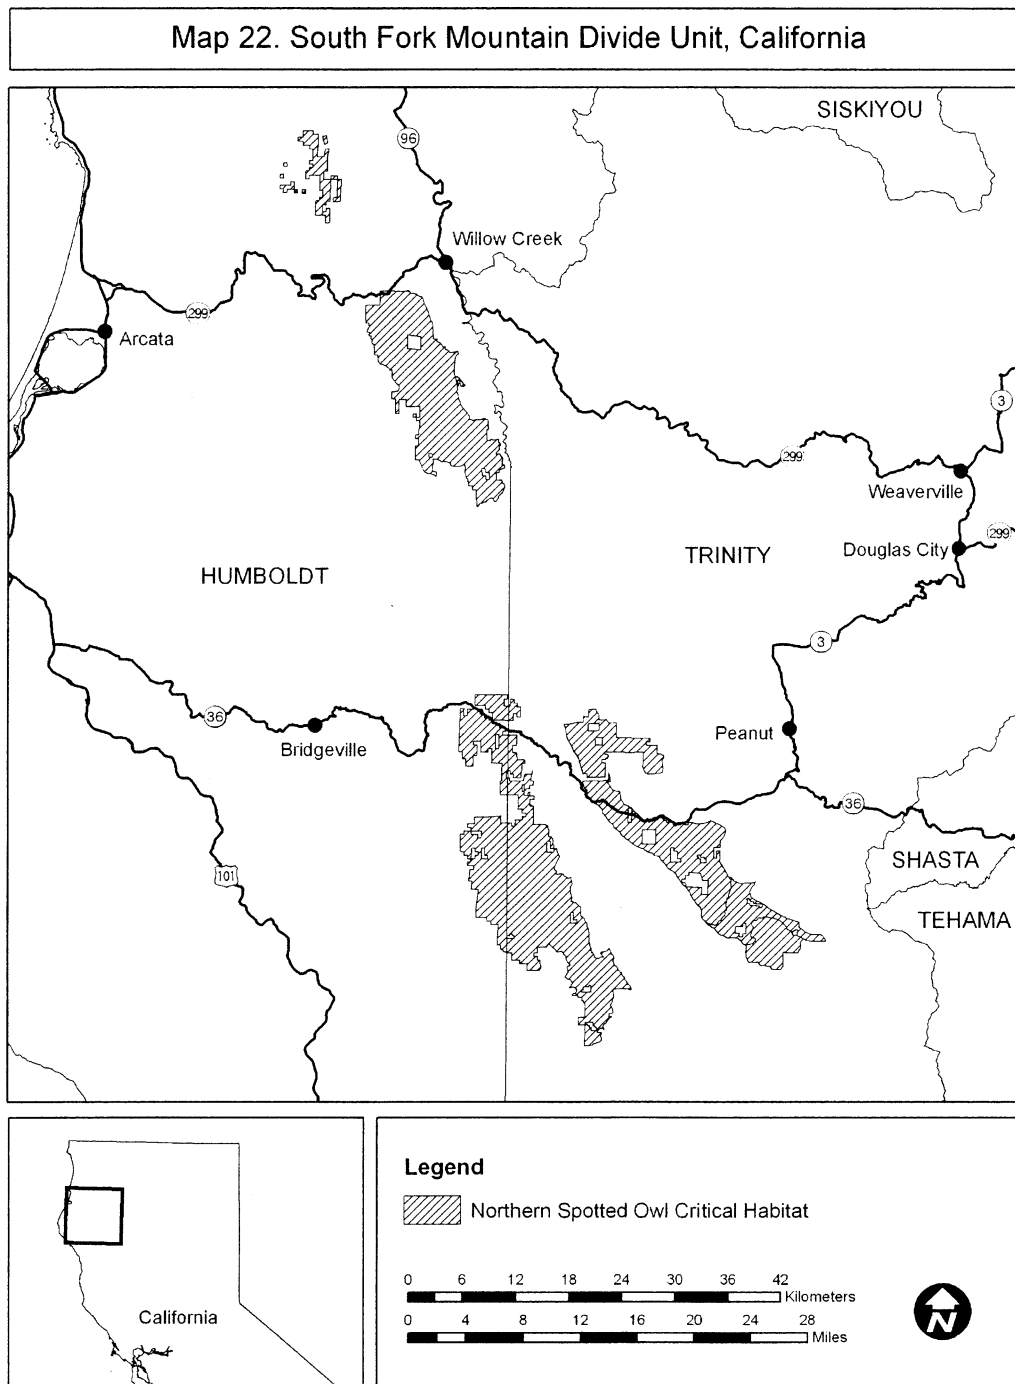 Map 22. South Fork Mountain Divide Unit, California
SISKIYOU
96
Willow Creek
299
Arcata
3
299
Weaverville
299
Douglas City
TRINITY
HUMBOLDT
3
36
Bridgeville
Peanut
36
SHASTA
101
TEHAMA
Legend
Northern Spotted Owl Critical Habitat
0 6 12 18 24 30 36 42
Kilometers
0 4 8 12 16 20 24 28
Miles
N
California